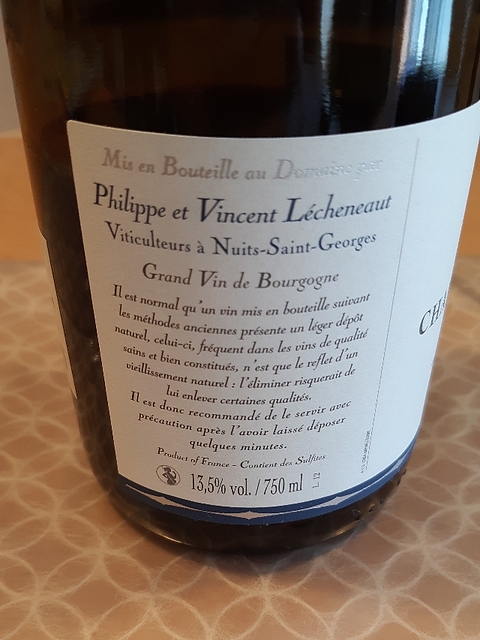 Mis en Bouteille au Domaine par
Philippe et Vincent Lécheneaut
Viticulteurs à Nuits-Saint-Georges
Grand Vin de Bourgogne
Il est normal qu'un vin mis en bouteille suivant
les méthodes anciennes présente un léger dépôt
naturel, celui-ci, fréquent dans les vins de qualité
sains et bien constitués, n'est que le reflet d'un
vieillissement naturel : l'éliminer risquerait de
lui enlever certaines qualités.
Il est donc recommandé de le servir avec
précaution après l'avoir laissé déposer
quelques minutes.
Product of France - Contient des Sulfites
13,5% vol. / 750 ml
L. 12